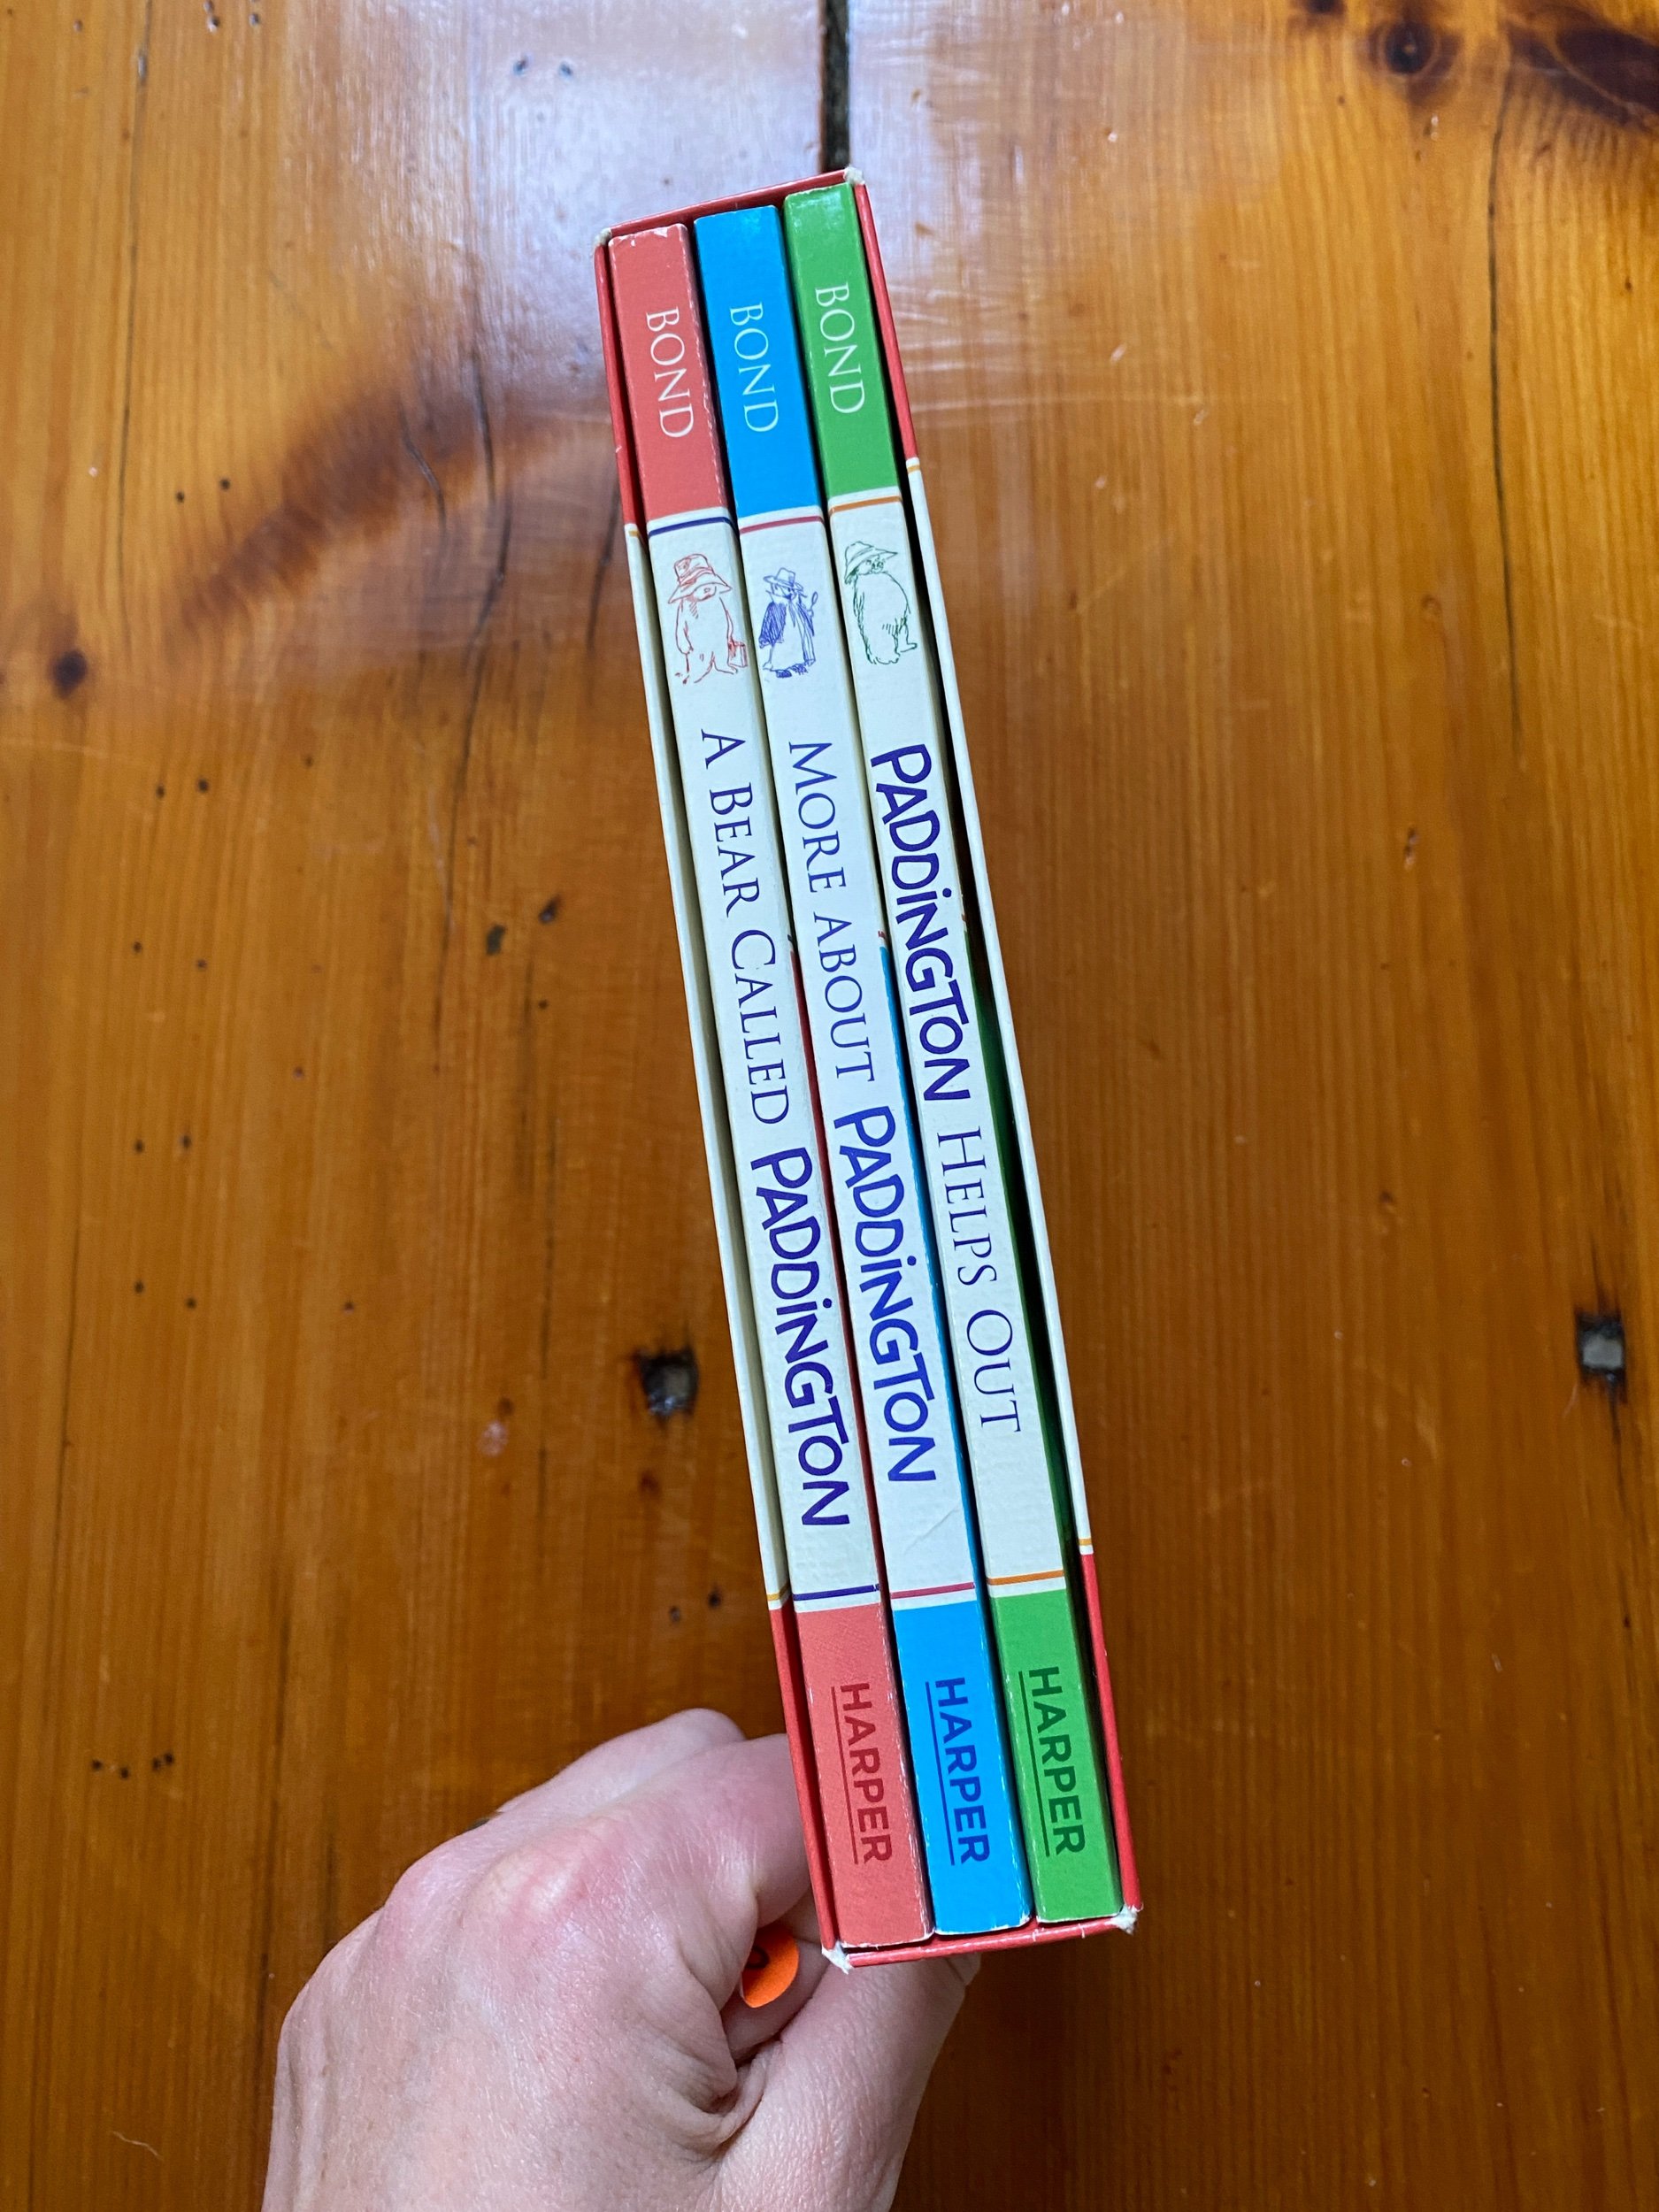 BOND A BEAR CALLED PADDINGTON HARPER
BOND MORE ABOUT PADDINGTON HARPER
BOND PADDINGTON HELPS OUT HARPER